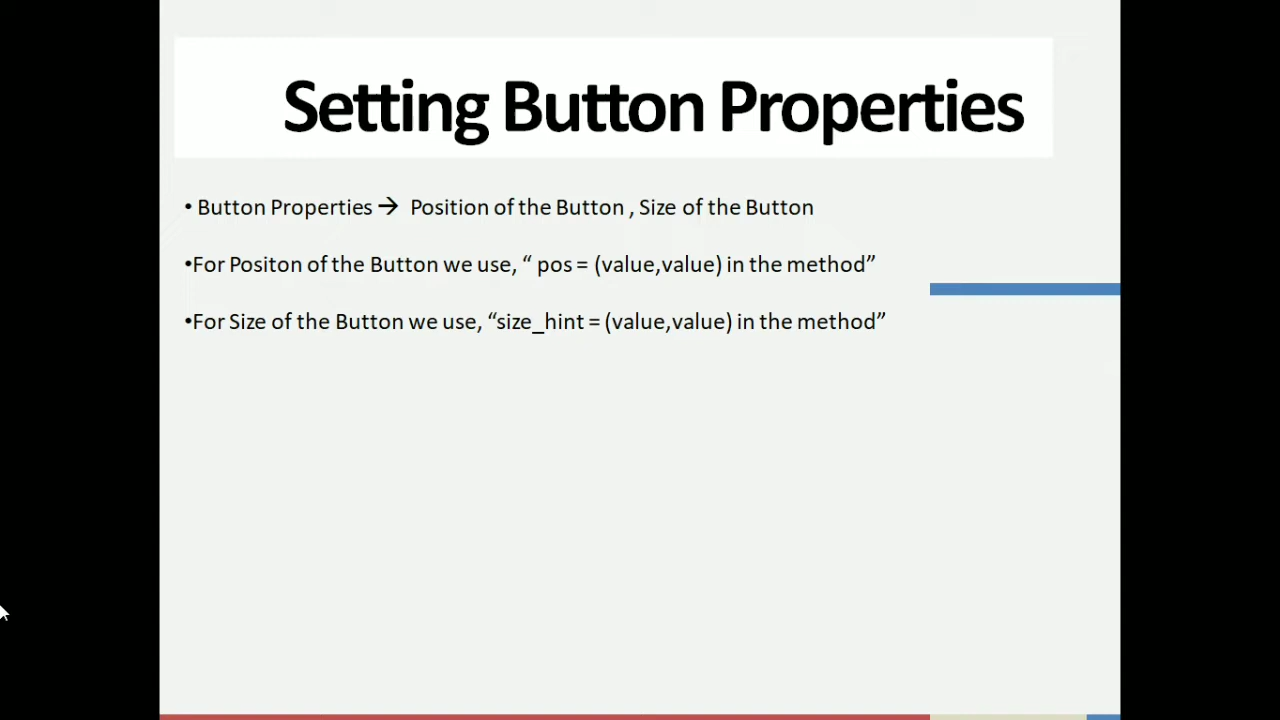 Setting Button Properties
• Button Properties → Position of the Button , Size of the Button
•For Positon of the Button we use, “ pos = (value,value) in the method”
•For Size of the Button we use, “size_hint = (value,value) in the method”